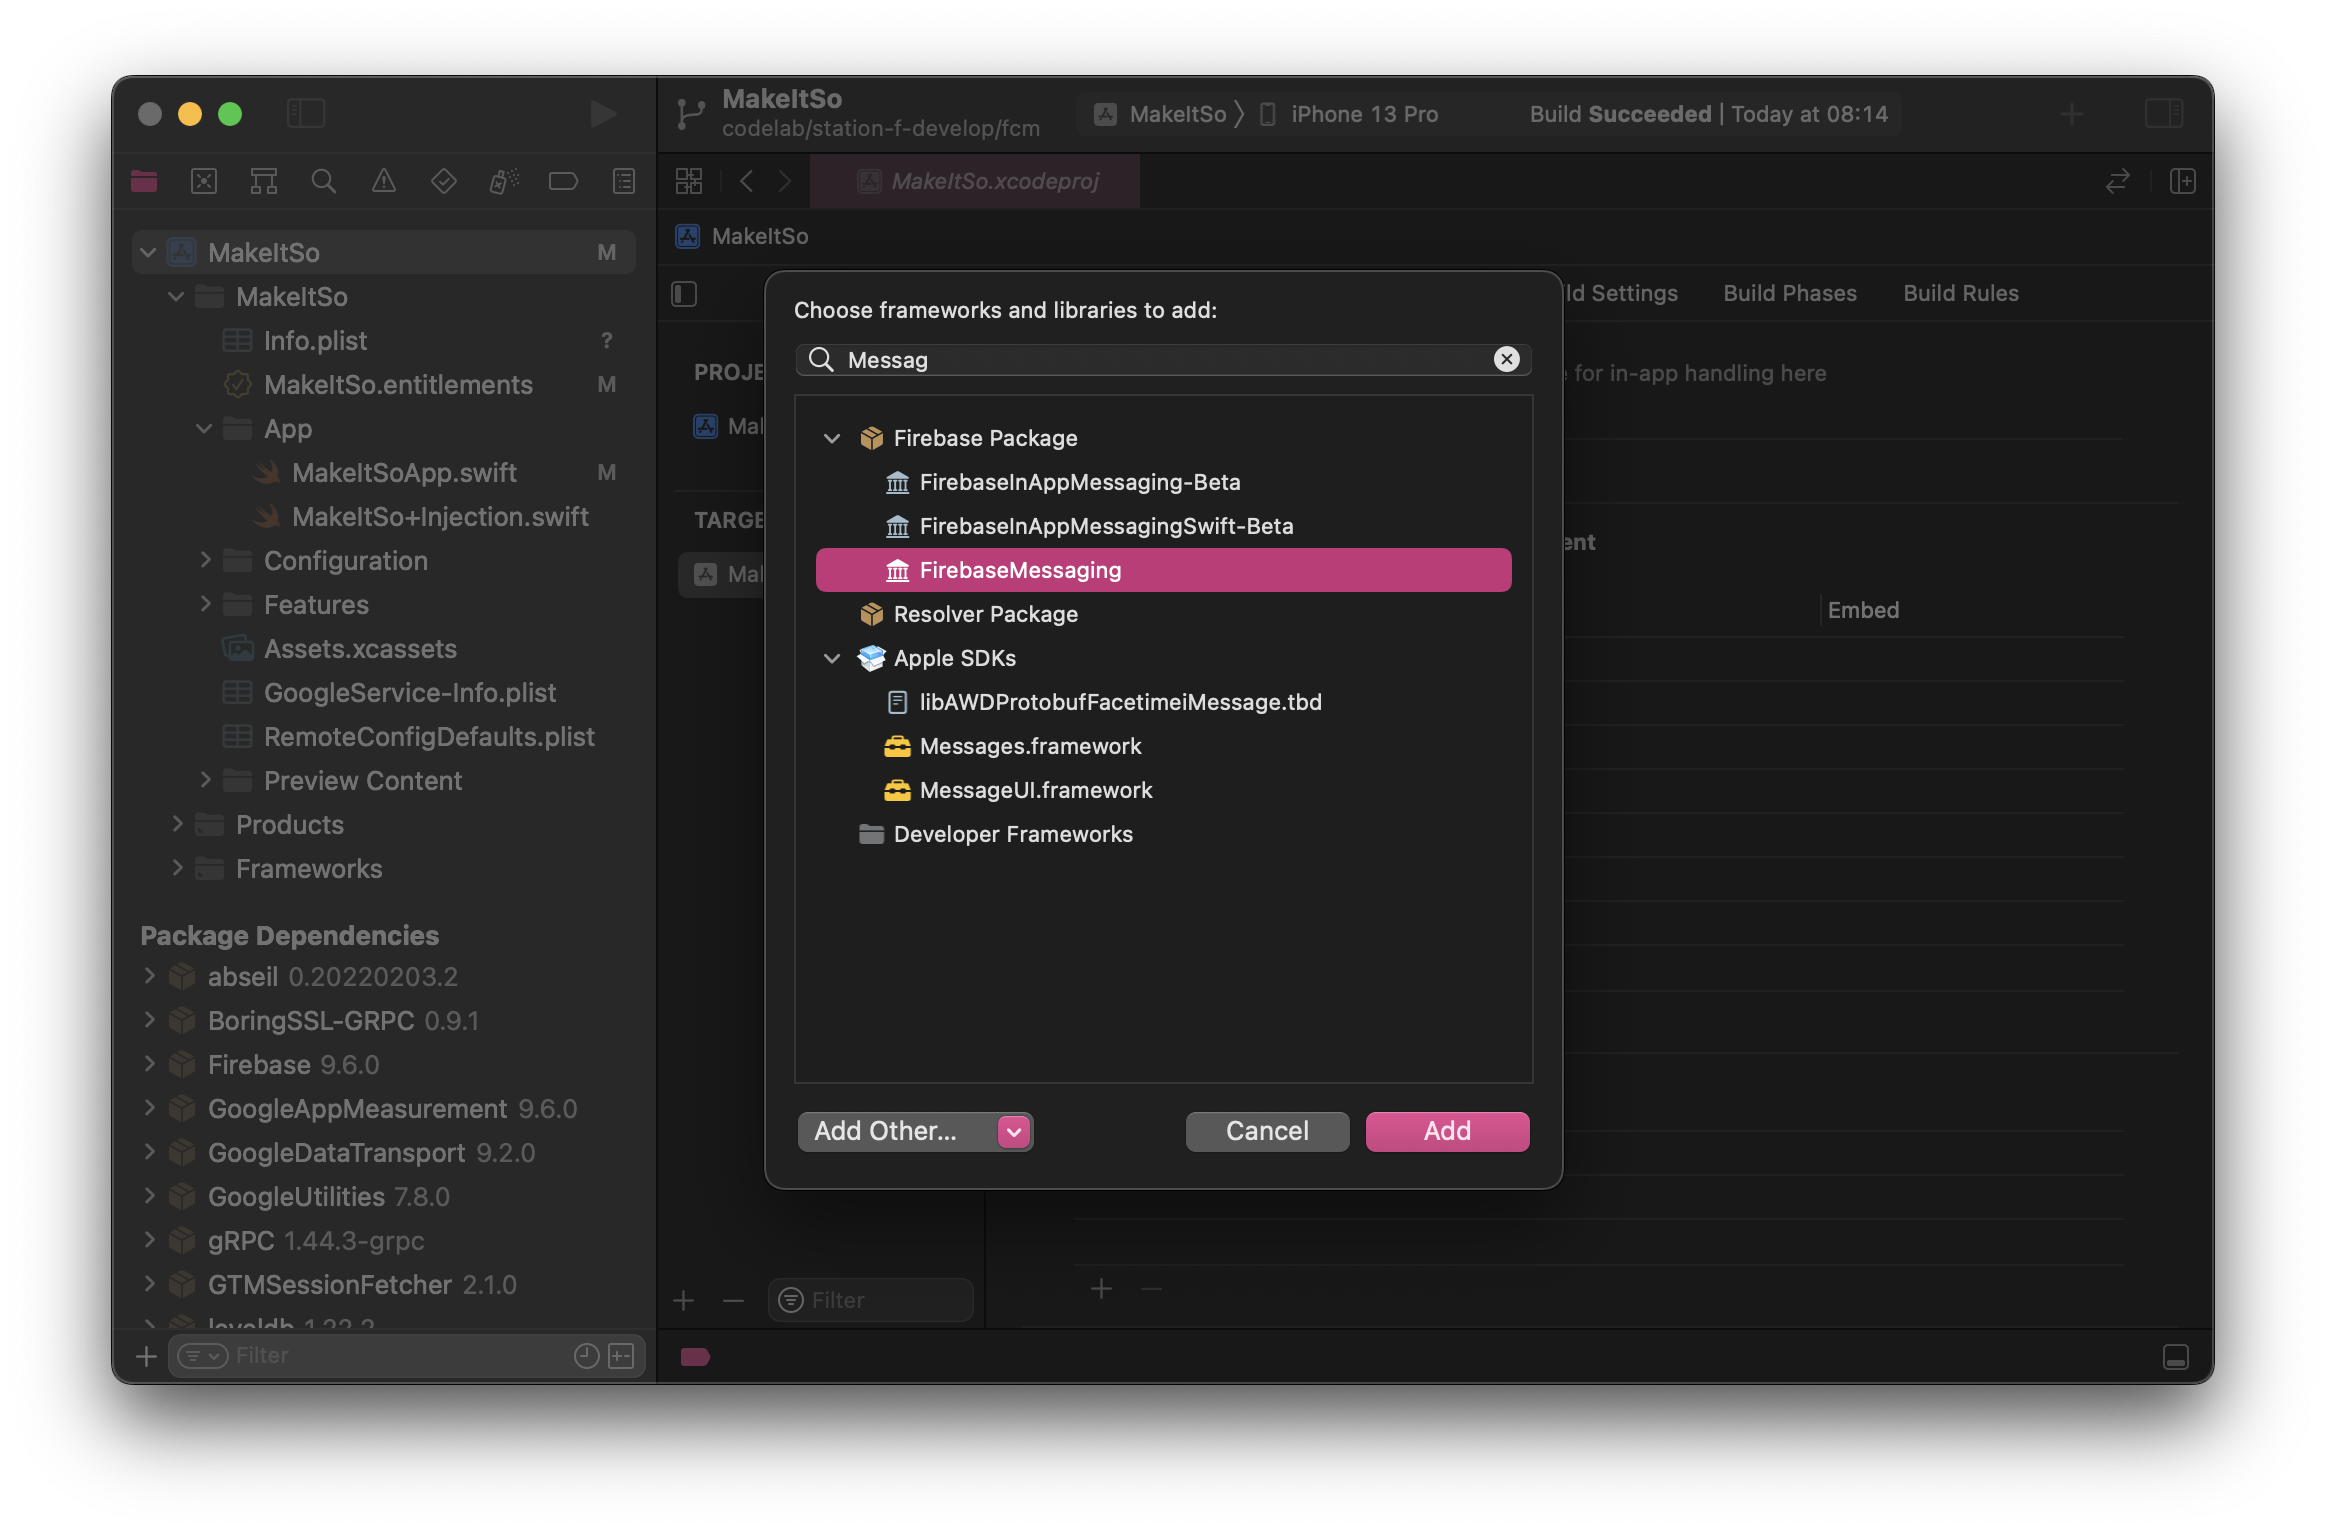 MakeItSo
codelab/station-f-develop/fcm
MakeItSo
iPhone 13 Pro
Build Succeeded | Today at 08:14
MakeItSo.xcodeproj
MakeItSo
MakeItSo M
MakeItSo
Info.plist ?
MakeItSo.entitlements M
App
MakeItSoApp.swift M
MakeItSo+Injection.swift
Configuration
Features
Assets.xcassets
GoogleService-Info.plist
RemoteConfigDefaults.plist
Preview Content
Products
Frameworks
Package Dependencies
abseil 0.20220203.2
BoringSSL-GRPC 0.9.1
Firebase 9.6.0
GoogleAppMeasurement 9.6.0
GoogleDataTransport 9.2.0
GoogleUtilities 7.8.0
gRPC 1.44.3-grpc
GTMSessionFetcher 2.1.0
leveldb 1.22.2
Filter
PROJE
Mal
TARGE
Mal
Filter
ld Settings
Build Phases
Build Rules
for in-app handling here
ent
Embed
Choose frameworks and libraries to add:
Messag
Firebase Package
FirebaseInAppMessaging-Beta
FirebaseInAppMessagingSwift-Beta
FirebaseMessaging
Resolver Package
Apple SDKs
libAWDProtobufFacetimeiMessage.tbd
Messages.framework
MessageUI.framework
Developer Frameworks
Add Other...
Cancel
Add